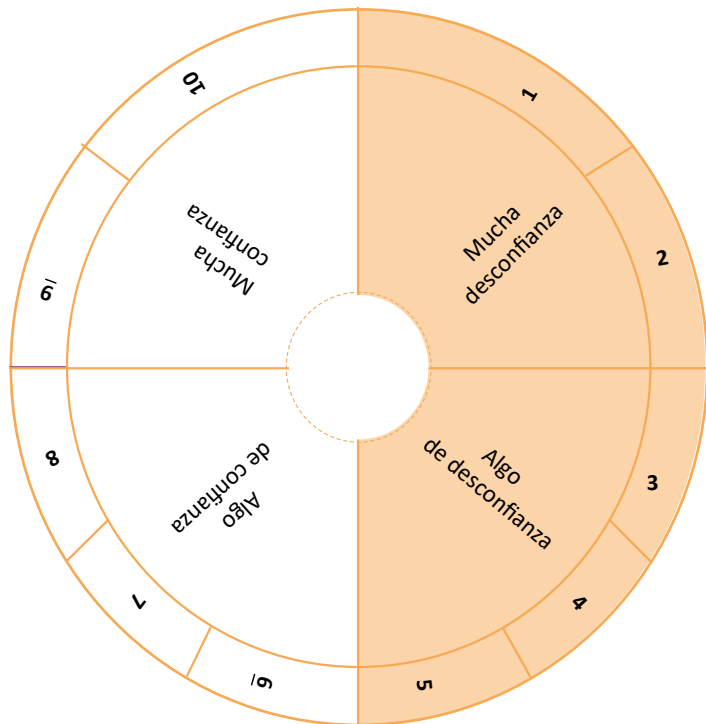 1
2
3
4
5
6
7
8
9
10
Mucha
desconfianza
Algo
de desconfianza
Algo
de confianza
Mucha
confianza